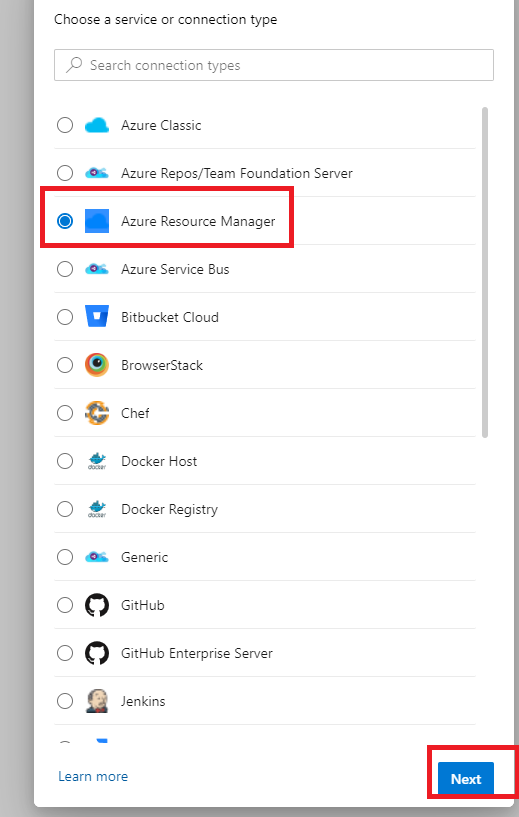 Choose a service or connection type
Search connection types
Azure Classic
Azure Repos/Team Foundation Server
Azure Resource Manager
Azure Service Bus
Bitbucket Cloud
BrowserStack
Chef
docker
Docker Host
docker
Docker Registry
Generic
GitHub
GitHub Enterprise Server
Jenkins
Learn more
Next